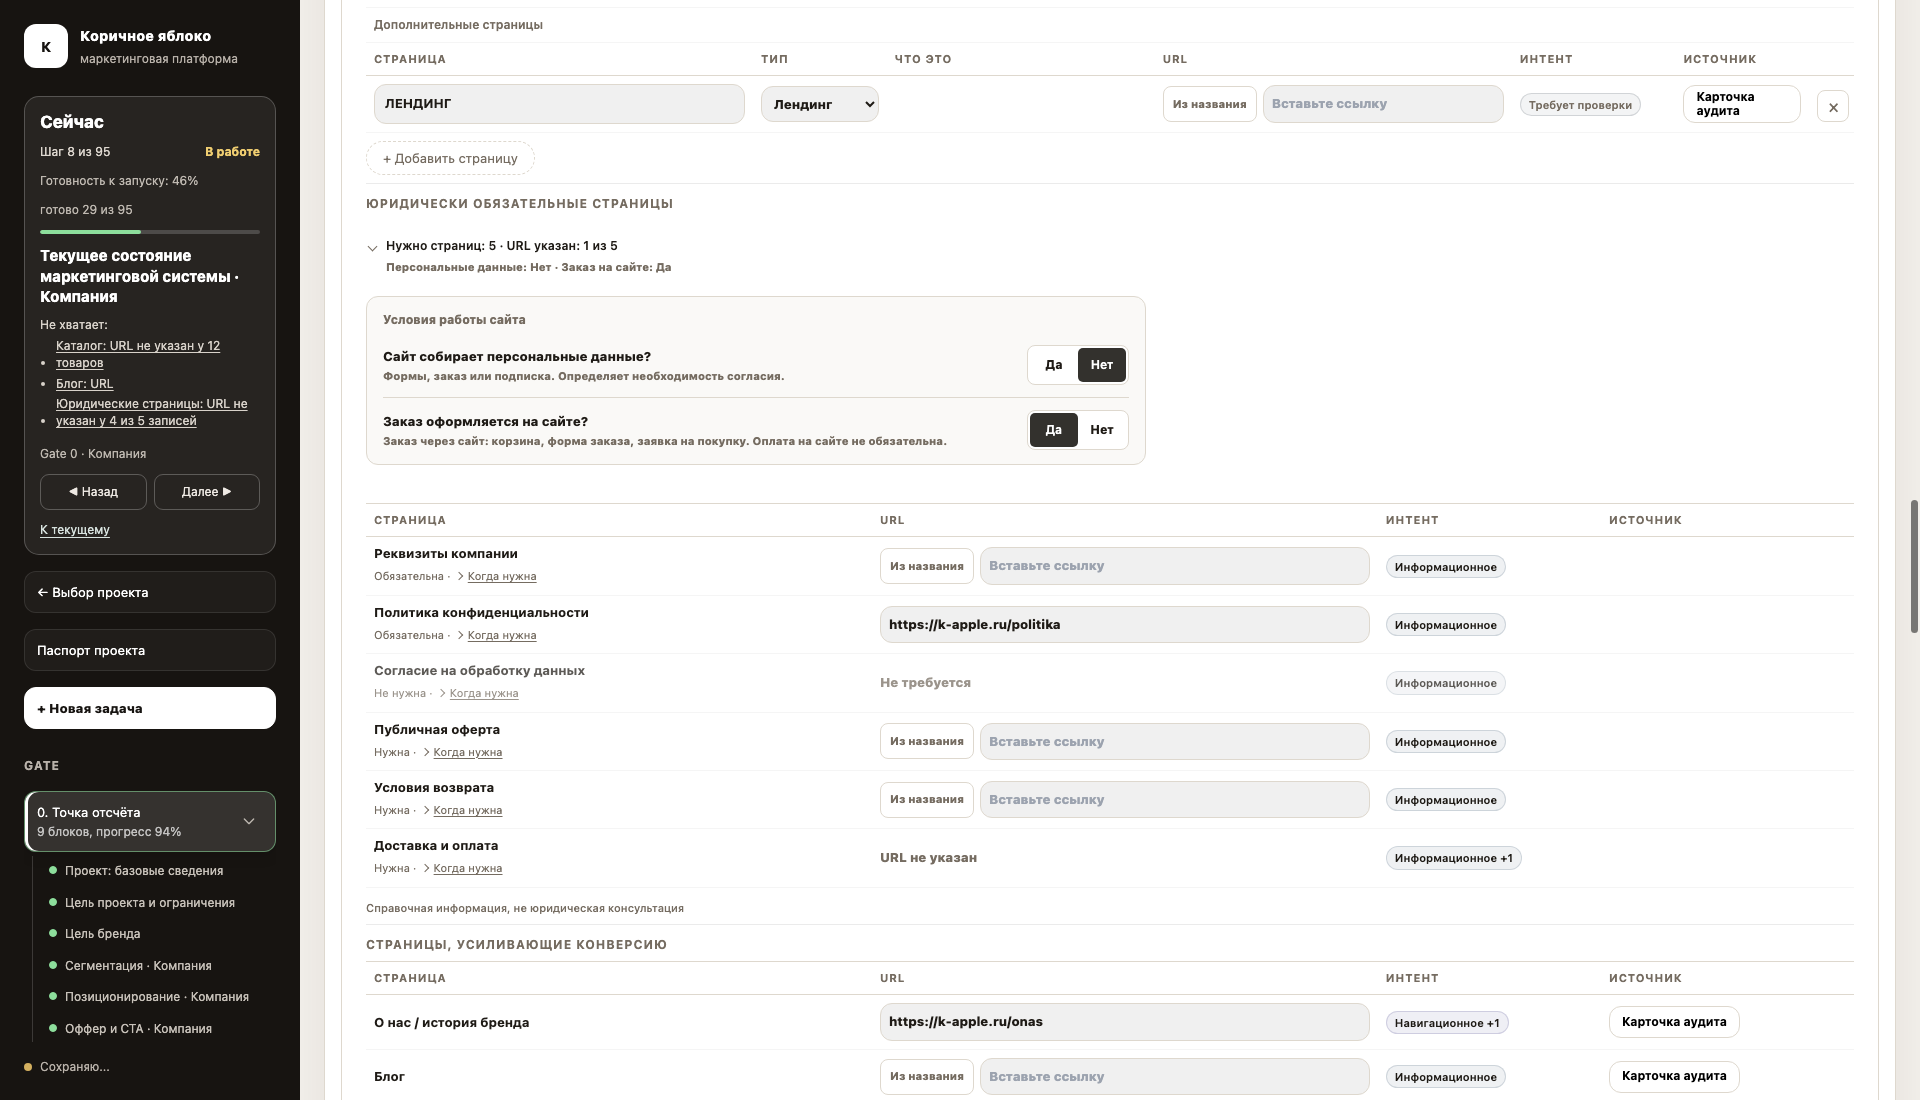 К
Коричное яблоко
маркетинговая платформа
Сейчас
Шаг 8 из 95
В работе
Готовность к запуску: 46%
готово 29 из 95
Текущее состояние
маркетинговой системы ·
Компания
Не хватает:
• Каталог: URL не указан у 12
товаров
• Блог: URL
• Юридические страницы: URL не
указан у 4 из 5 записей
Gate 0 · Компания
◀ Назад
Далее ▶
К текущему
← Выбор проекта
Паспорт проекта
+ Новая задача
GATE
0. Точка отсчёта
9 блоков, прогресс 94%
Проект: базовые сведения
Цель проекта и ограничения
Цель бренда
Сегментация · Компания
Позиционирование · Компания
Оффер и CTA · Компания
Сохраняю...
Дополнительные страницы
СТРАНИЦА ТИП ЧТО ЭТО URL ИНТЕНТ ИСТОЧНИК
ЛЕНДИНГ Лендинг Из названия Вставьте ссылку Требует проверки Карточка
аудита ×
+ Добавить страницу
ЮРИДИЧЕСКИ ОБЯЗАТЕЛЬНЫЕ СТРАНИЦЫ
Нужно страниц: 5 · URL указан: 1 из 5
Персональные данные: Нет · Заказ на сайте: Да
Условия работы сайта
Сайт собирает персональные данные?
Формы, заказ или подписка. Определяет необходимость согласия.
Да Нет
Заказ оформляется на сайте?
Заказ через сайт: корзина, форма заказа, заявка на покупку. Оплата на сайте не обязательна.
Да Нет
СТРАНИЦА URL ИНТЕНТ ИСТОЧНИК
Реквизиты компании
Обязательна · > Когда нужна
Из названия Вставьте ссылку Информационное
Политика конфиденциальности
Обязательна · > Когда нужна
https://k-apple.ru/politika Информационное
Согласие на обработку данных
Не нужна · > Когда нужна
Не требуется Информационное
Публичная оферта
Нужна · > Когда нужна
Из названия Вставьте ссылку Информационное
Условия возврата
Нужна · > Когда нужна
Из названия Вставьте ссылку Информационное
Доставка и оплата
Нужна · > Когда нужна
URL не указан Информационное +1
Справочная информация, не юридическая консультация
СТРАНИЦЫ, УСИЛИВАЮЩИЕ КОНВЕРСИЮ
СТРАНИЦА URL ИНТЕНТ ИСТОЧНИК
О нас / история бренда https://k-apple.ru/onas Навигационное +1 Карточка аудита
Блог Из названия Вставьте ссылку Информационное Карточка аудита